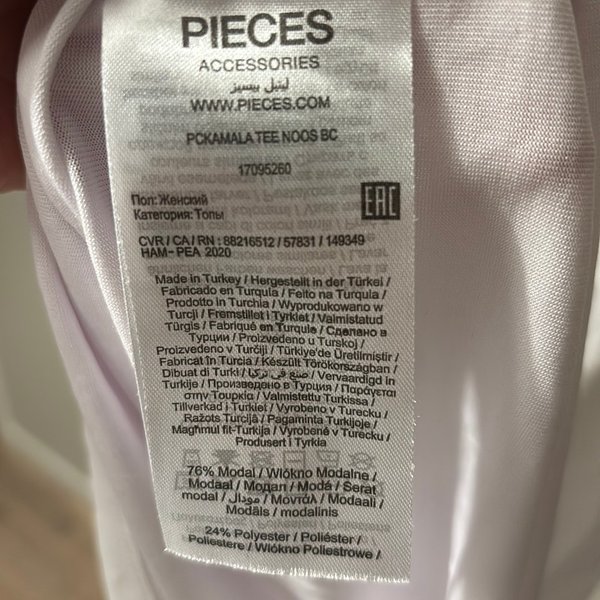 PIECES
ACCESSORIES
ليبل بيسيز
WWW.PIECES.COM
PCKAMALA TEE NOOS BC
17095260
Пол: Женский
Категория: Топы
EAC
CVR / CA / RN : 88216512 / 57831 / 149349
HAM- PEA 2020
Made in Turkey / Hergestellt in der Türkei /
Fabricado en Turquía / Feito na Turquia /
Prodotto in Turchia / Wyprodukowano w
Turcji / Fremstillet i Tyrkiet / Valmistatud
Türgis / Fabriqué en Turquie / Сделано в
Турции / Proizvedeno u Turskoj /
Proizvedeno v Turčiji / Türkiye'de Üretilmiştir /
Fabricat în Turcia / Készült Törökországban /
Dibuat di Turki / صنع في تركيا / Vervaardigd in
Turkije / Произведено в Турция / Παράγεται
στην Τουρκία / Valmistettu Turkissa /
Tillverkad i Turkiet / Vyrobeno v Turecku /
Ražots Turcijā / Pagaminta Turkijoje /
Maghmul fit-Turkija / Vyrobené v Turecku /
Produsert i Tyrkia
76% Modal / Włókno Modalne /
Modaal / Модал / Modă / Serat
modal / مودال / Μοντάλ / Modaali /
Modāls / modalinis
24% Polyester / Poliéster /
Poliestere / Włókno Poliestrowe /